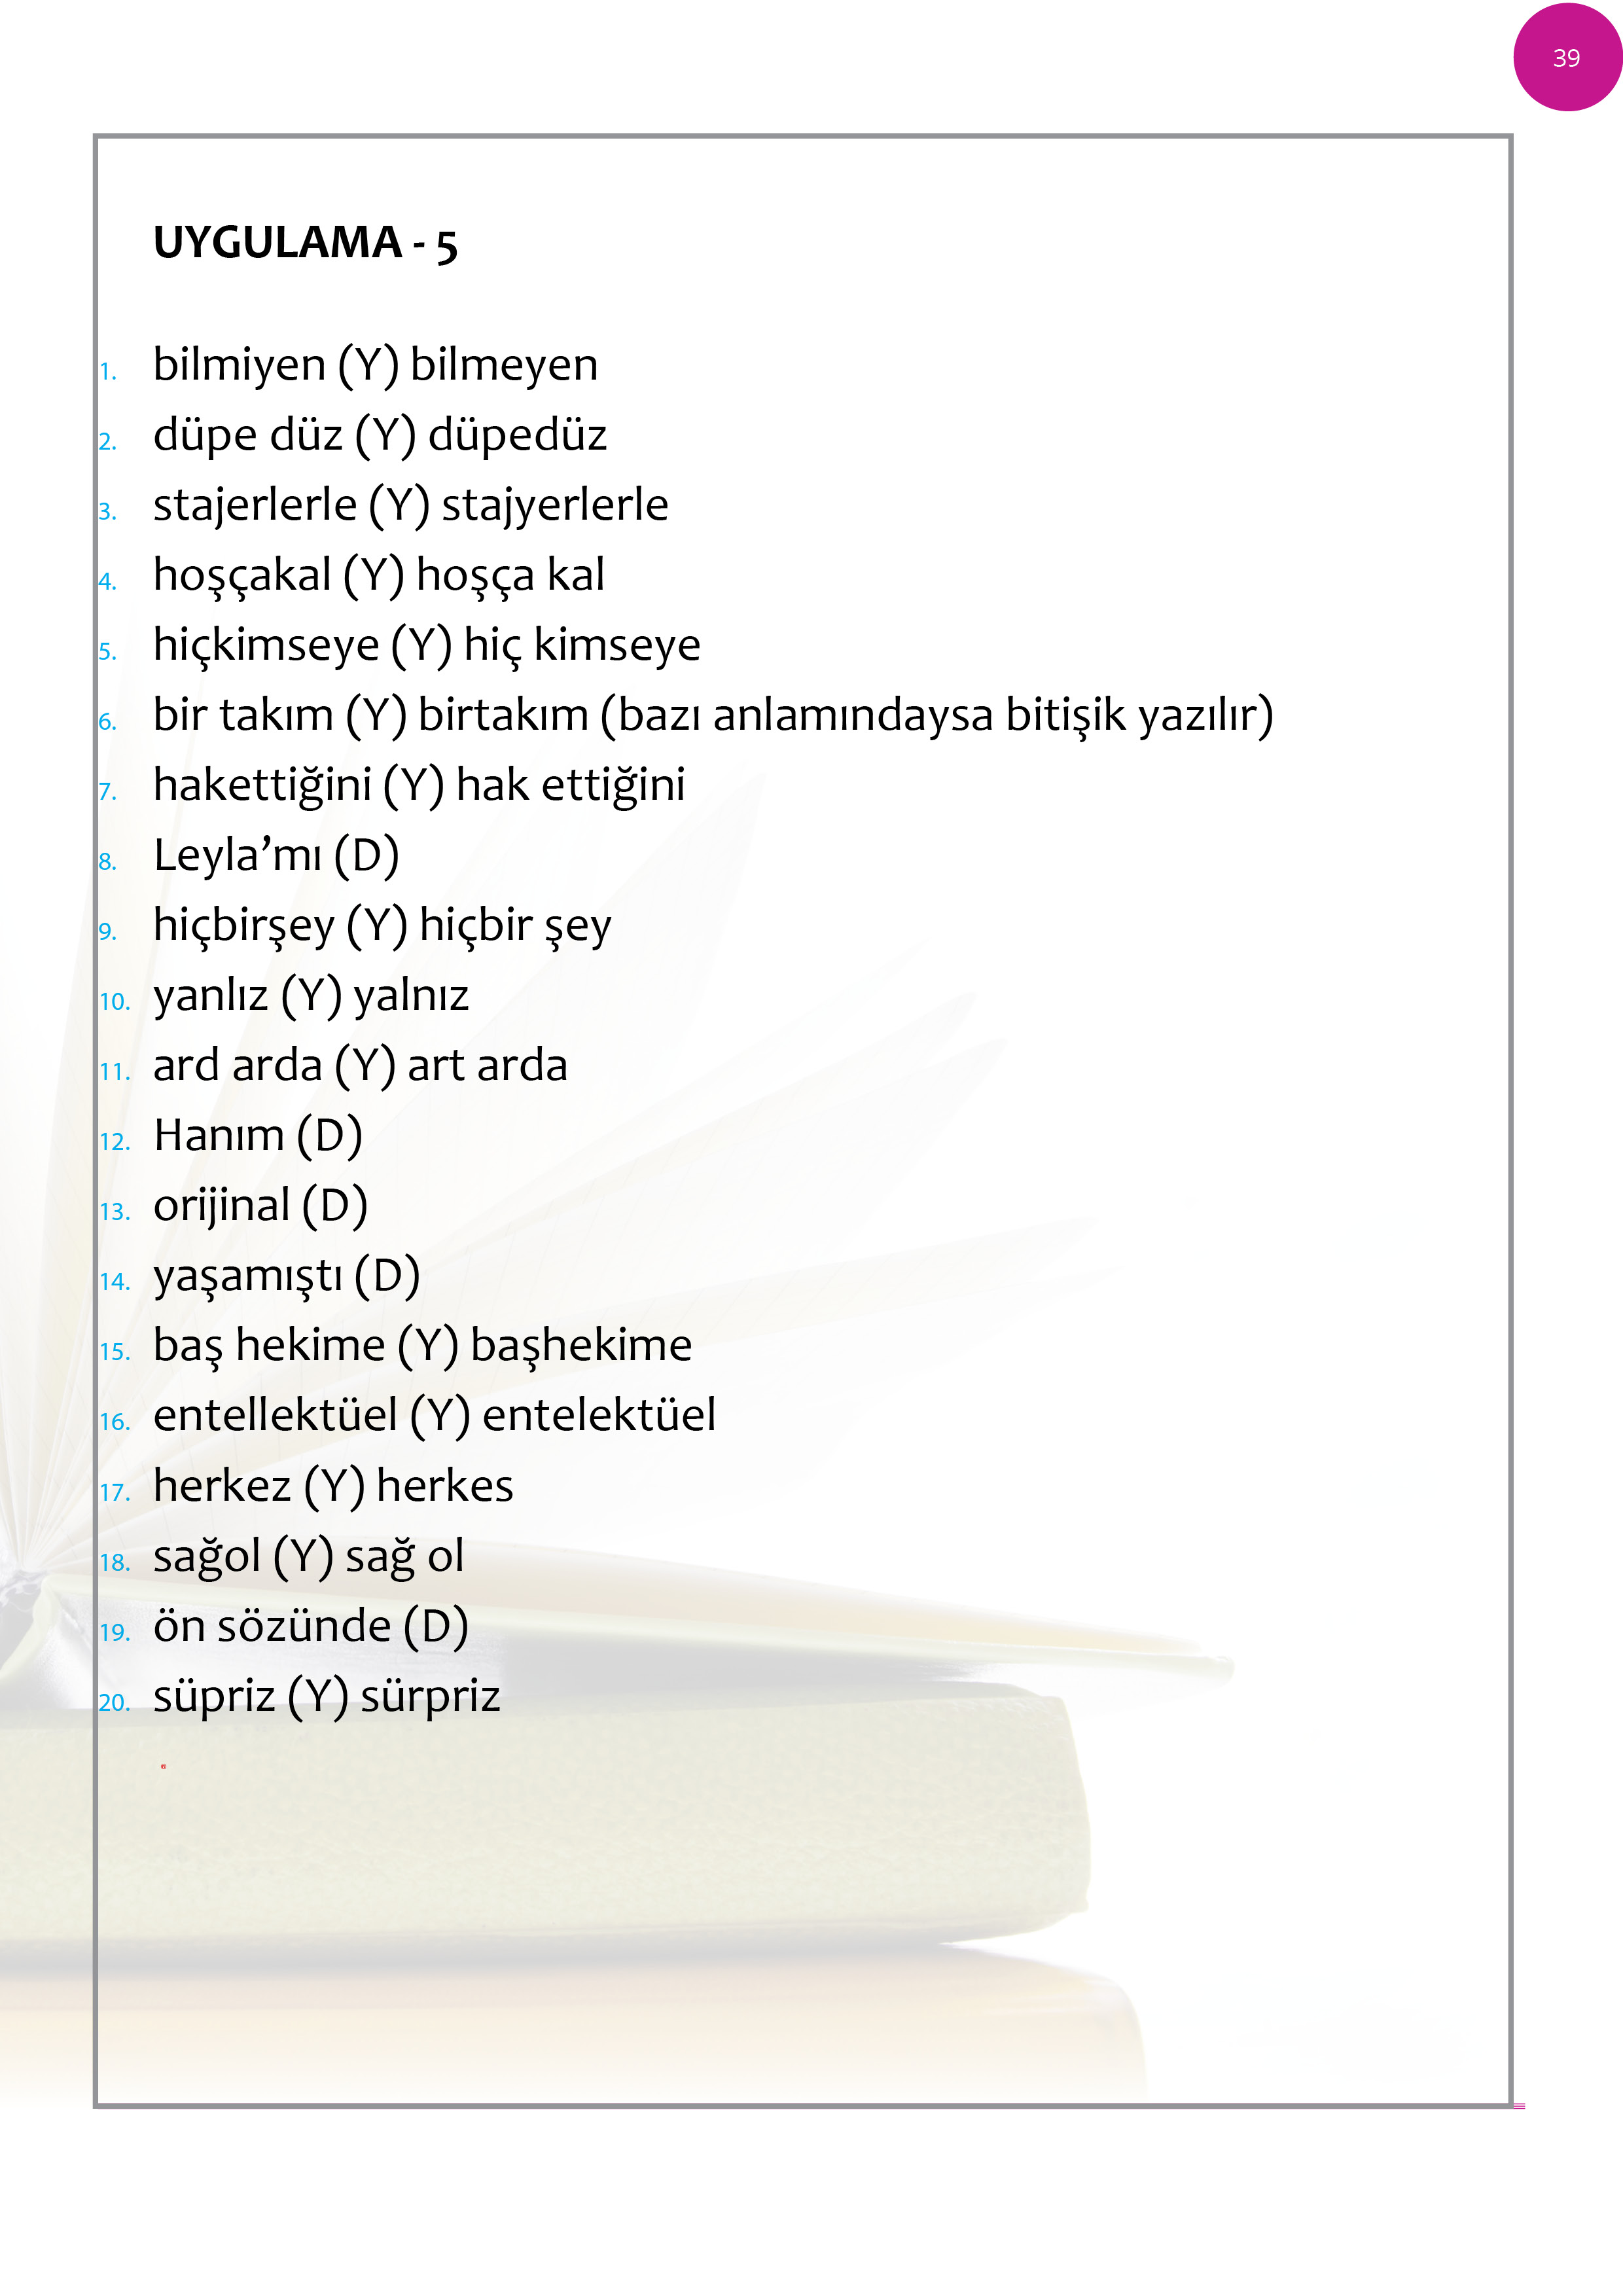 39
UYGULAMA - 5
1. bilmiyen (Y) bilmeyen
2. düpe düz (Y) düpedüz
3. stajerlerle (Y) stajyerlerle
4. hoşçakal (Y) hoşça kal
5. hiçkimseye (Y) hiç kimseye
6. bir takım (Y) birtakım (bazı anlamındaysa bitişik yazılır)
7. hakettiğini (Y) hak ettiğini
8. Leyla’mı (D)
9. hiçbirşey (Y) hiçbir şey
10. yanlız (Y) yalnız
11. ard arda (Y) art arda
12. Hanım (D)
13. orijinal (D)
14. yaşamıştı (D)
15. baş hekime (Y) başhekime
16. entellektüel (Y) entelektüel
17. herkez (Y) herkes
18. sağol (Y) sağ ol
19. ön sözünde (D)
20. süpriz (Y) sürpriz